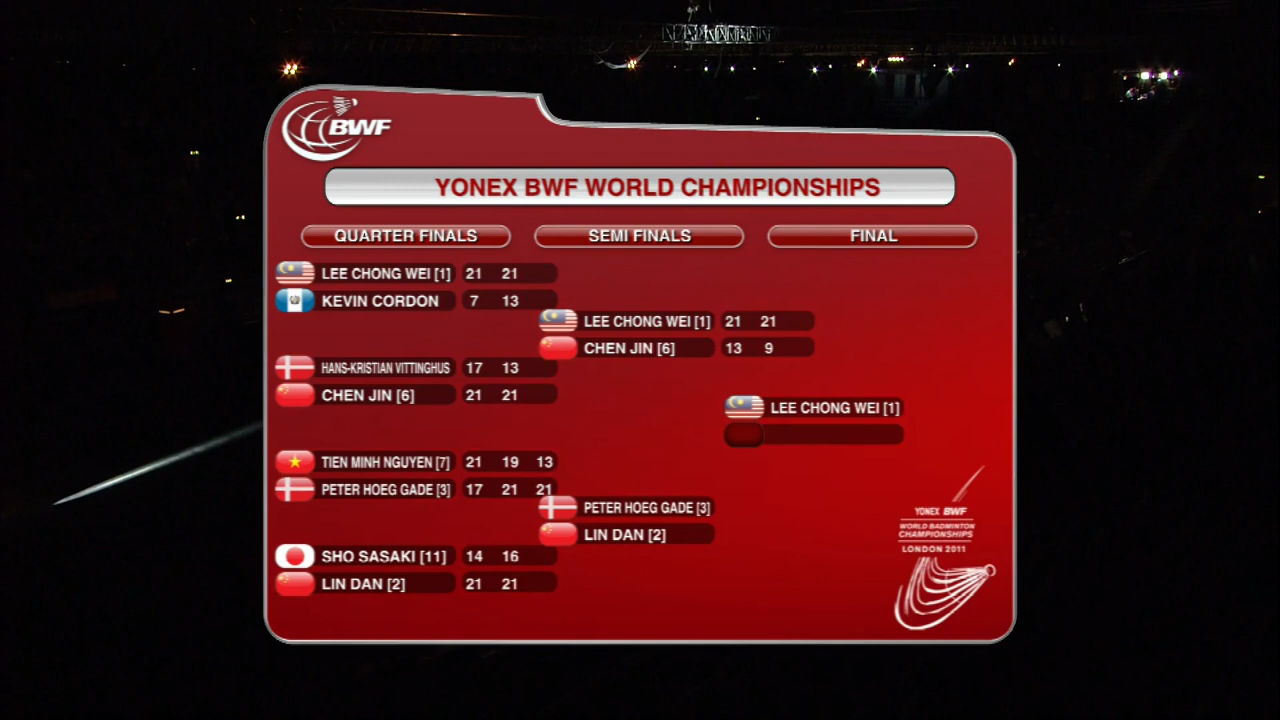 BWF
YONEX BWF WORLD CHAMPIONSHIPS
QUARTER FINALS SEMI FINALS FINAL
LEE CHONG WEI [1] 21 21
KEVIN CORDON 7 13
LEE CHONG WEI [1] 21 21
CHEN JIN [6] 13 9
HANS-KRISTIAN VITTINGHUS 17 13
CHEN JIN [6] 21 21
LEE CHONG WEI [1]
TIEN MINH NGUYEN [7] 21 19 13
PETER HOEG GADE [3] 17 21 21
PETER HOEG GADE [3]
LIN DAN [2]
SHO SASAKI [11] 14 16
LIN DAN [2] 21 21
YONEX BWF
WORLD BADMINTON
CHAMPIONSHIPS
LONDON 2011